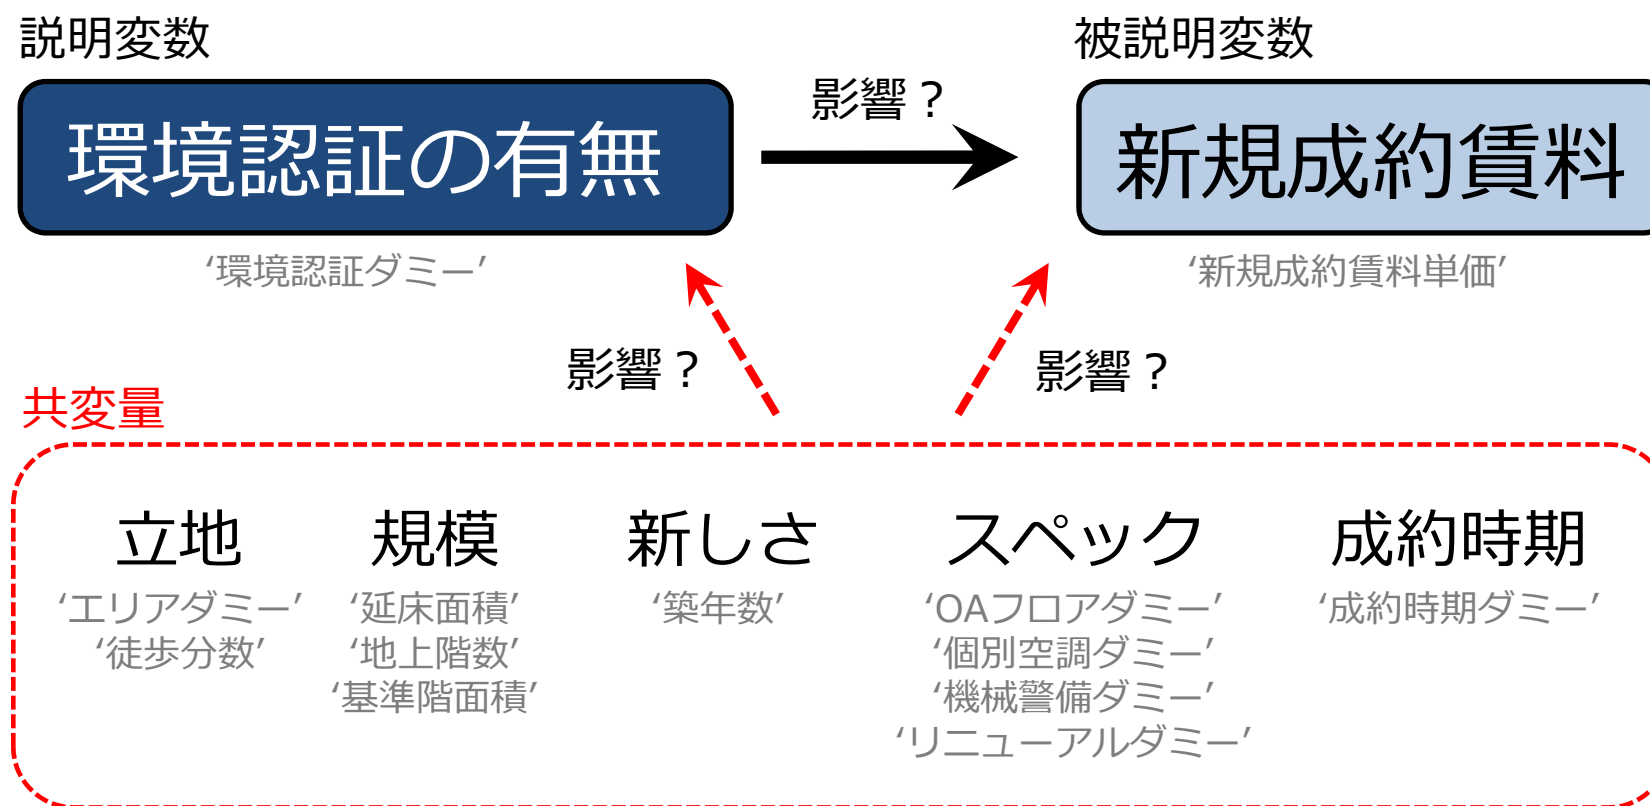 説明変数
被説明変数
環境認証の有無
影響？
新規成約賃料
‘環境認証ダミー’
‘新規成約賃料単価’
影響？
影響？
共変量
立地
規模
新しさ
スペック
成約時期
‘エリアダミー’
‘延床面積’
‘築年数’
‘OAフロアダミー’
‘成約時期ダミー’
‘徒歩分数’
‘地上階数’
‘個別空調ダミー’
‘基準階面積’
‘機械警備ダミー’
‘リニューアルダミー’